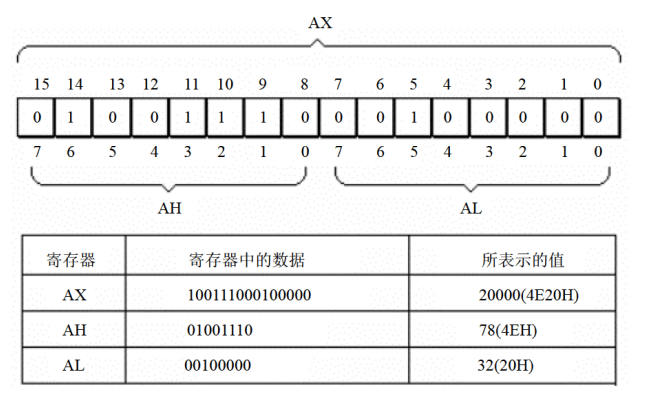 AX
15 14 13 12 11 10 9 8 7 6 5 4 3 2 1 0
0 1 0 0 1 1 1 0 0 0 1 0 0 0 0 0
7 6 5 4 3 2 1 0 7 6 5 4 3 2 1 0
AH AL
寄存器 寄存器中的数据 所表示的值
AX 100111000100000 20000(4E20H)
AH 01001110 78(4EH)
AL 00100000 32(20H)